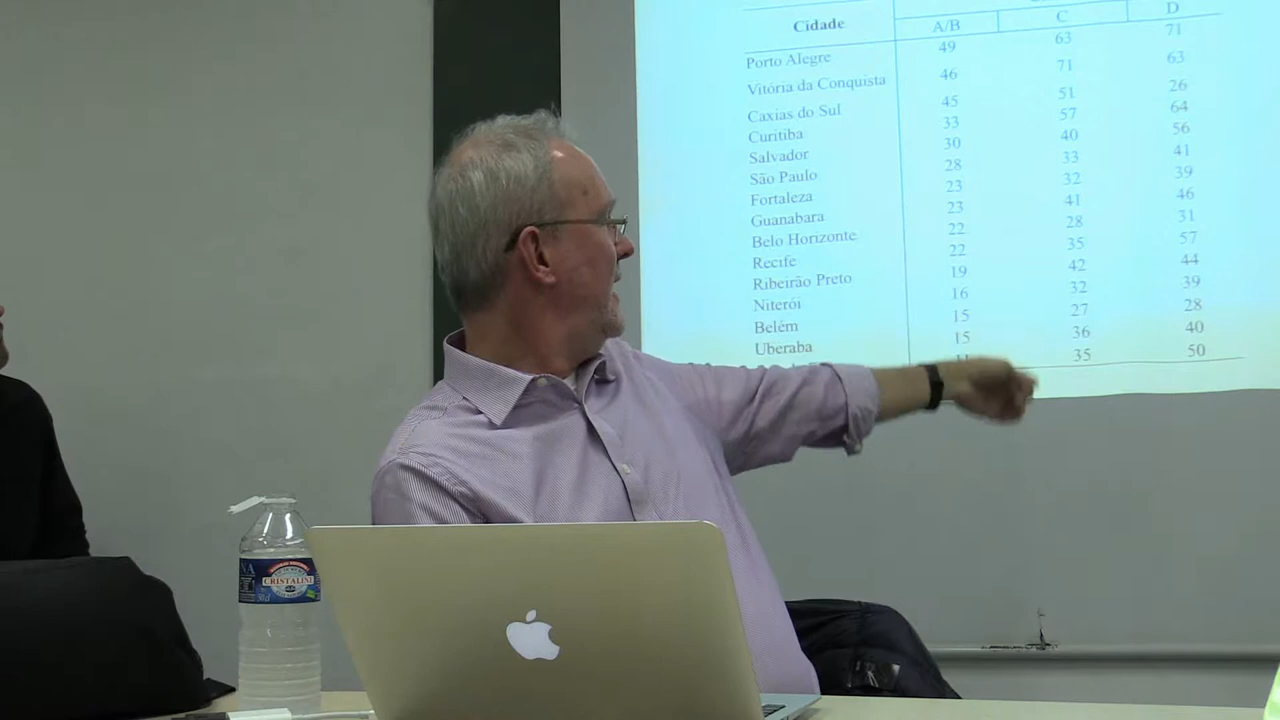 Cidade A/B C D
Porto Alegre 49 63 71
Vitória da Conquista 46 71 63
Caxias do Sul 45 51 26
Curitiba 33 57 64
Salvador 30 40 56
São Paulo 28 33 41
Fortaleza 23 32 39
Guanabara 23 41 46
Belo Horizonte 22 28 31
Recife 22 35 57
Ribeirão Preto 19 42 44
Niterói 16 32 39
Belém 15 27 28
Uberaba 15 36 40
35 50
CRISTALINE